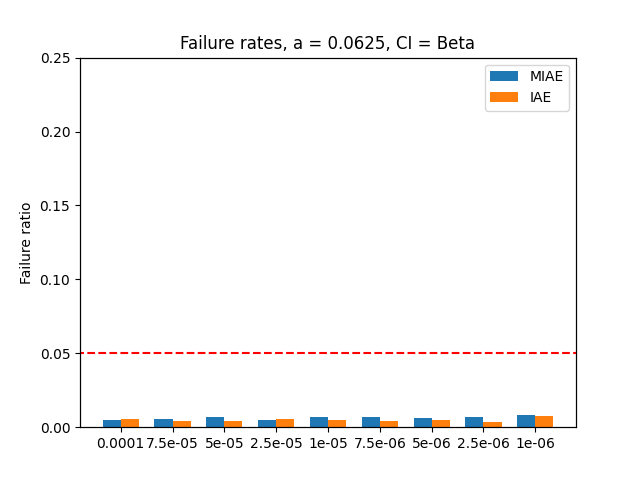 Failure rates, a = 0.0625, CI = Beta
MIAE
IAE
Failure ratio
0.25
0.20
0.15
0.10
0.05
0.00
0.0001 7.5e-05 5e-05 2.5e-05 1e-05 7.5e-06 5e-06 2.5e-06 1e-06